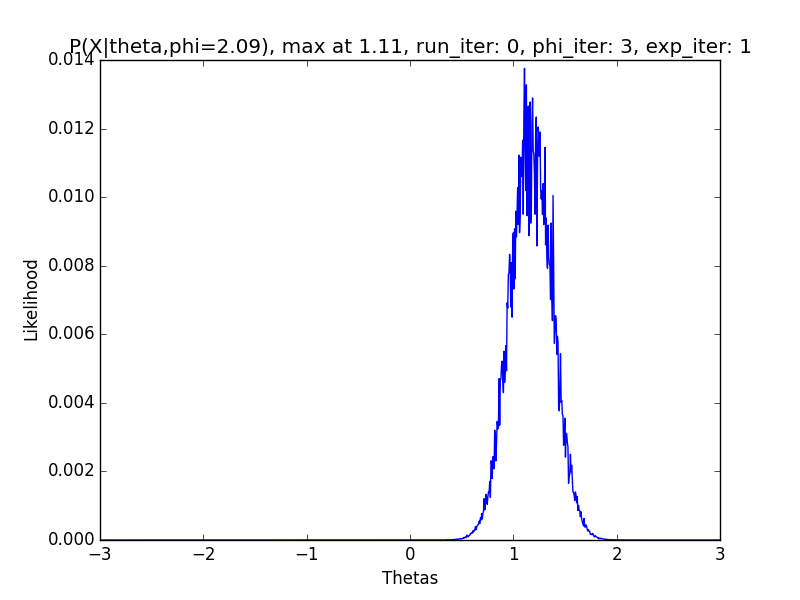 P(X|theta,phi=2.09), max at 1.11, run_iter: 0, phi_iter: 3, exp_iter: 1
0.014
0.012
0.010
0.008
0.006
0.004
0.002
0.000
Likelihood
−3 −2 −1 0 1 2 3
Thetas